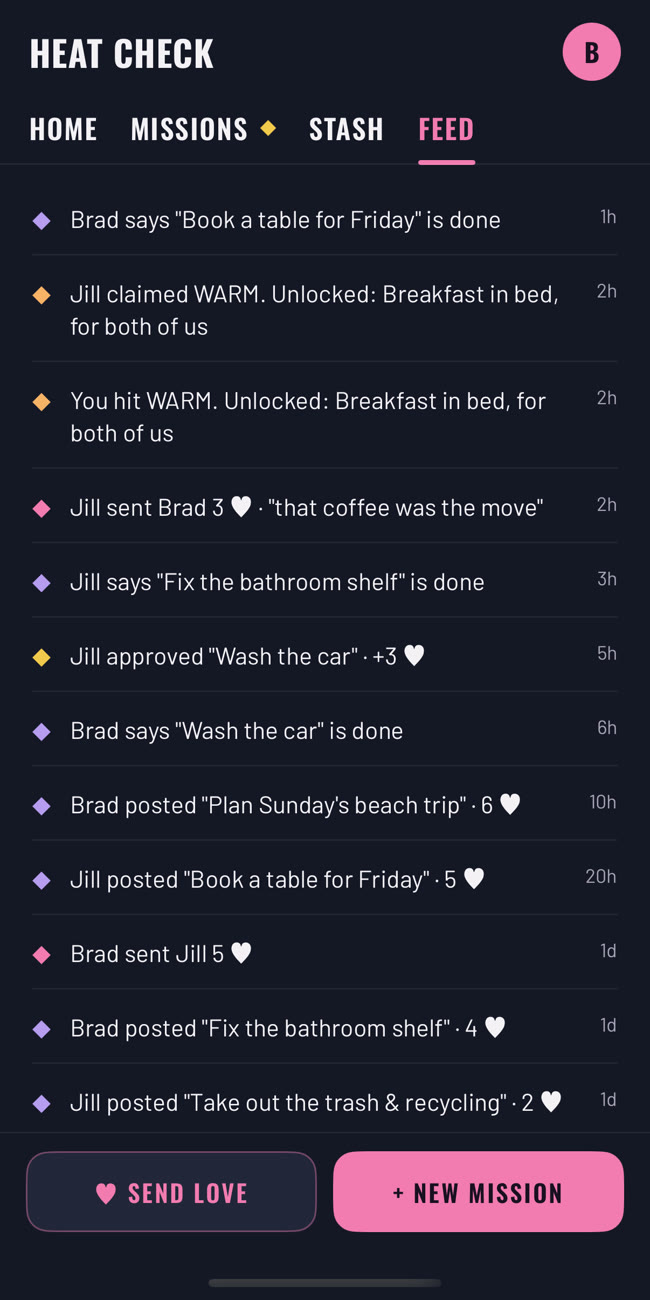 HEAT CHECK
B
HOME MISSIONS STASH FEED
Brad says "Book a table for Friday" is done 1h
Jill claimed WARM. Unlocked: Breakfast in bed, 2h
for both of us
You hit WARM. Unlocked: Breakfast in bed, for 2h
both of us
Jill sent Brad 3 ♥ · "that coffee was the move" 2h
Jill says "Fix the bathroom shelf" is done 3h
Jill approved "Wash the car" · +3 ♥ 5h
Brad says "Wash the car" is done 6h
Brad posted "Plan Sunday's beach trip" · 6 ♥ 10h
Jill posted "Book a table for Friday" · 5 ♥ 20h
Brad sent Jill 5 ♥ 1d
Brad posted "Fix the bathroom shelf" · 4 ♥ 1d
Jill posted "Take out the trash & recycling" · 2 ♥ 1d
♥ SEND LOVE + NEW MISSION